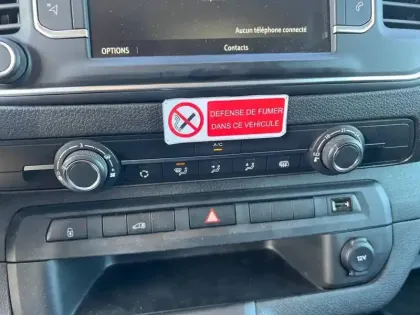 Aucun téléphone connecté
OPTIONS
Contacts
DEFENSE DE FUMER
DANS CE VEHICULE
A/C
12V